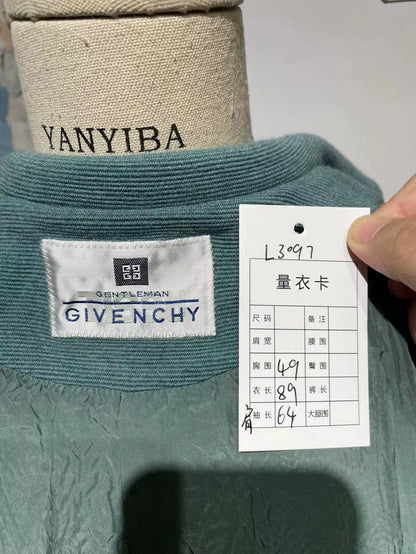 YANYIBA
GENTLEMAN
GIVENCHY
L3097
量衣卡
尺码 备注
肩宽 腰围
胸围 49 臀围
衣长 89 裤长
肩袖长 64 大腿围